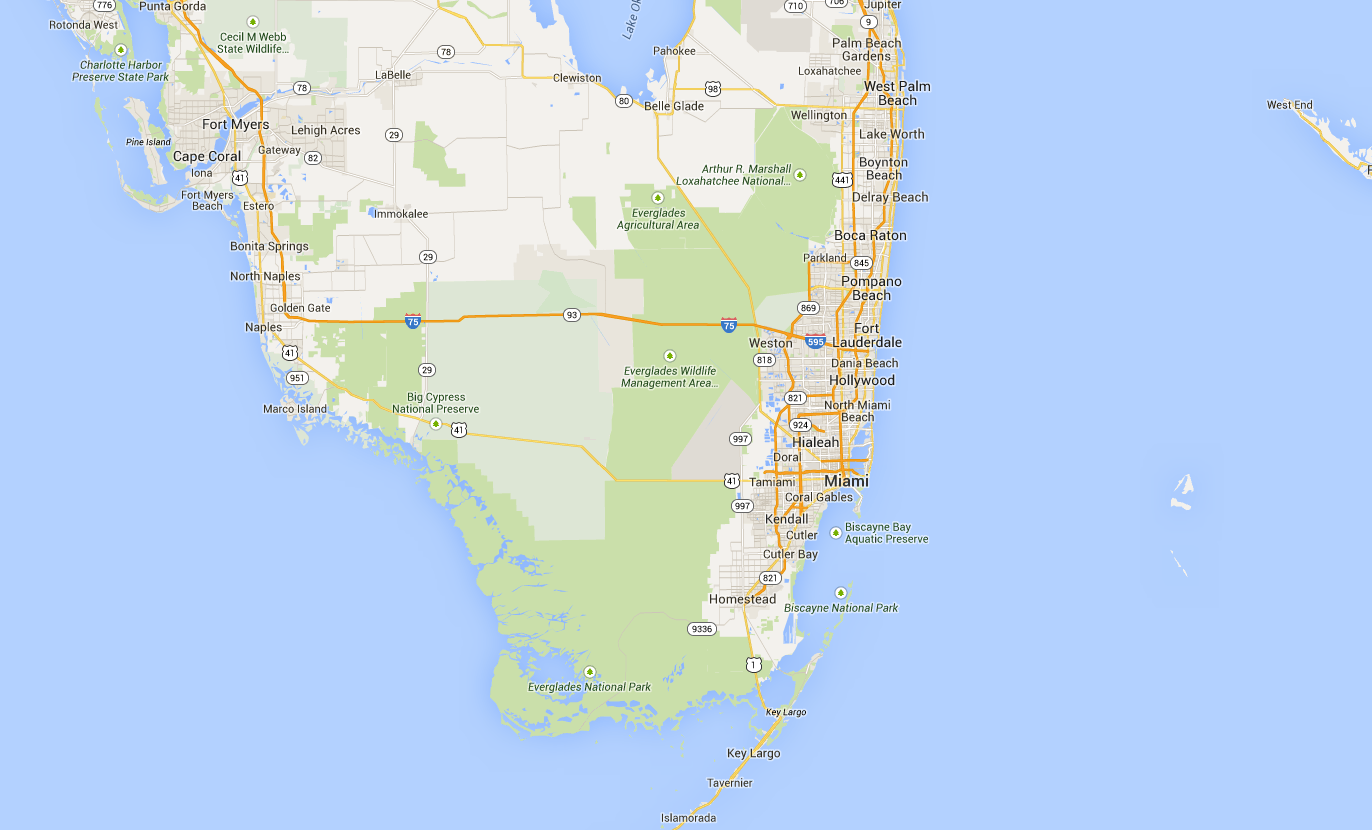 776
Punta Gorda
Rotonda West
Cecil M Webb
State Wildlife...
Charlotte Harbor
Preserve State Park
78
LaBelle
Clewiston
Lake
Pahokee
710
706
Jupiter
9
Palm Beach
Gardens
Loxahatchee
98
West Palm
Beach
80
Belle Glade
Wellington
West End
78
Fort Myers
Lehigh Acres
29
Lake Worth
Pine Island
Gateway
82
Cape Coral
Iona
41
Boynton
Beach
Arthur R. Marshall
Loxahatchee National...
441
Fort Myers
Beach
Estero
Immokalee
Everglades
Agricultural Area
Delray Beach
Bonita Springs
29
Boca Raton
Parkland
845
North Naples
Pompano
Beach
Golden Gate
869
Naples
75
93
75
Fort
Lauderdale
595
Weston
41
818
Dania Beach
951
29
Everglades Wildlife
Management Area...
Hollywood
Marco Island
Big Cypress
National Preserve
41
821
North Miami
Beach
924
997
Hialeah
Doral
41
Tamiami
Miami
997
Coral Gables
Kendall
Cutler
Biscayne Bay
Aquatic Preserve
Cutler Bay
821
Homestead
Biscayne National Park
9336
1
Everglades National Park
Key Largo
Key Largo
Tavernier
Islamorada